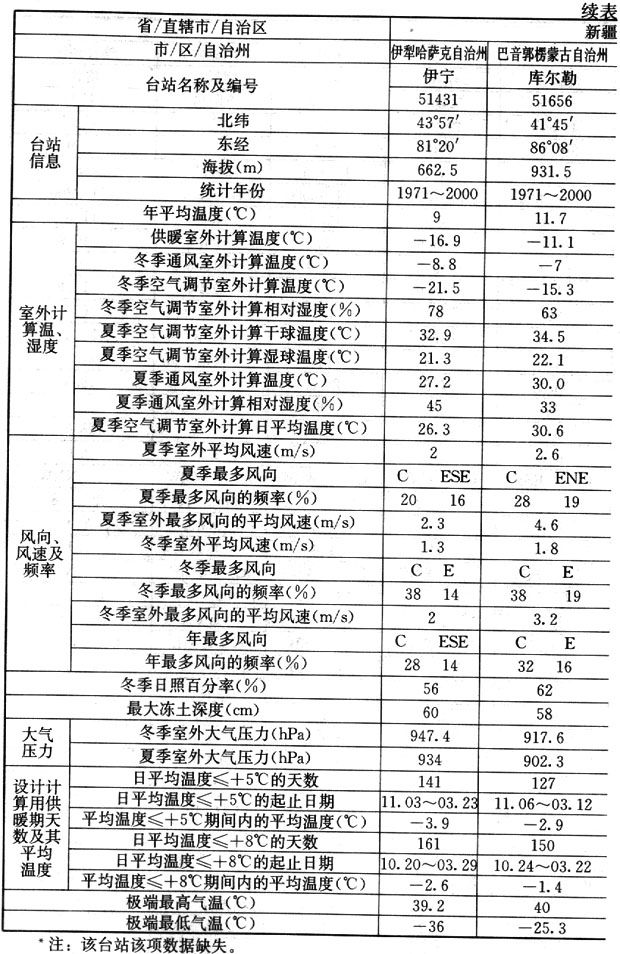 续表
省/直辖市/自治区 新疆
市/区/自治州 伊犁哈萨克自治州 巴音郭楞蒙古自治州
台站名称及编号 伊宁 库尔勒
51431 51656
台站信息 北纬 43°57′ 41°45′
东经 81°20′ 86°08′
海拔(m) 662.5 931.5
统计年份 1971～2000 1971～2000
年平均温度(℃) 9 11.7
室外计算温、湿度 供暖室外计算温度(℃) －16.9 －11.1
冬季通风室外计算温度(℃) －8.8 －7
冬季空气调节室外计算温度(℃) －21.5 －15.3
冬季空气调节室外计算相对湿度(%) 78 63
夏季空气调节室外计算干球温度(℃) 32.9 34.5
夏季空气调节室外计算湿球温度(℃) 21.3 22.1
夏季通风室外计算温度(℃) 27.2 30.0
夏季通风室外计算相对湿度(%) 45 33
夏季空气调节室外计算日平均温度(℃) 26.3 30.6
风向、风速及频率 夏季室外平均风速(m/s) 2 2.6
夏季最多风向 C ESE C ENE
夏季最多风向的频率(%) 20 16 28 19
夏季室外最多风向的平均风速(m/s) 2.3 4.6
冬季室外平均风速(m/s) 1.3 1.8
冬季最多风向 C E C E
冬季最多风向的频率(%) 38 14 38 19
冬季室外最多风向的平均风速(m/s) 2 3.2
年最多风向 C ESE C E
年最多风向的频率(%) 28 14 32 16
冬季日照百分率(%) 56 62
最大冻土深度(cm) 60 58
大气压力 冬季室外大气压力(hPa) 947.4 917.6
夏季室外大气压力(hPa) 934 902.3
设计计算用供暖期天数及其平均温度 日平均温度≤＋5℃的天数 141 127
日平均温度≤＋5℃的起止日期 11.03～03.23 11.06～03.12
平均温度≤＋5℃期间内的平均温度(℃) －3.9 －2.9
日平均温度≤＋8℃的天数 161 150
日平均温度≤＋8℃的起止日期 10.20～03.29 10.24～03.22
平均温度≤＋8℃期间内的平均温度(℃) －2.6 －1.4
极端最高气温(℃) 39.2 40
极端最低气温(℃) －36 －25.3
*注：该台站该项数据缺失。